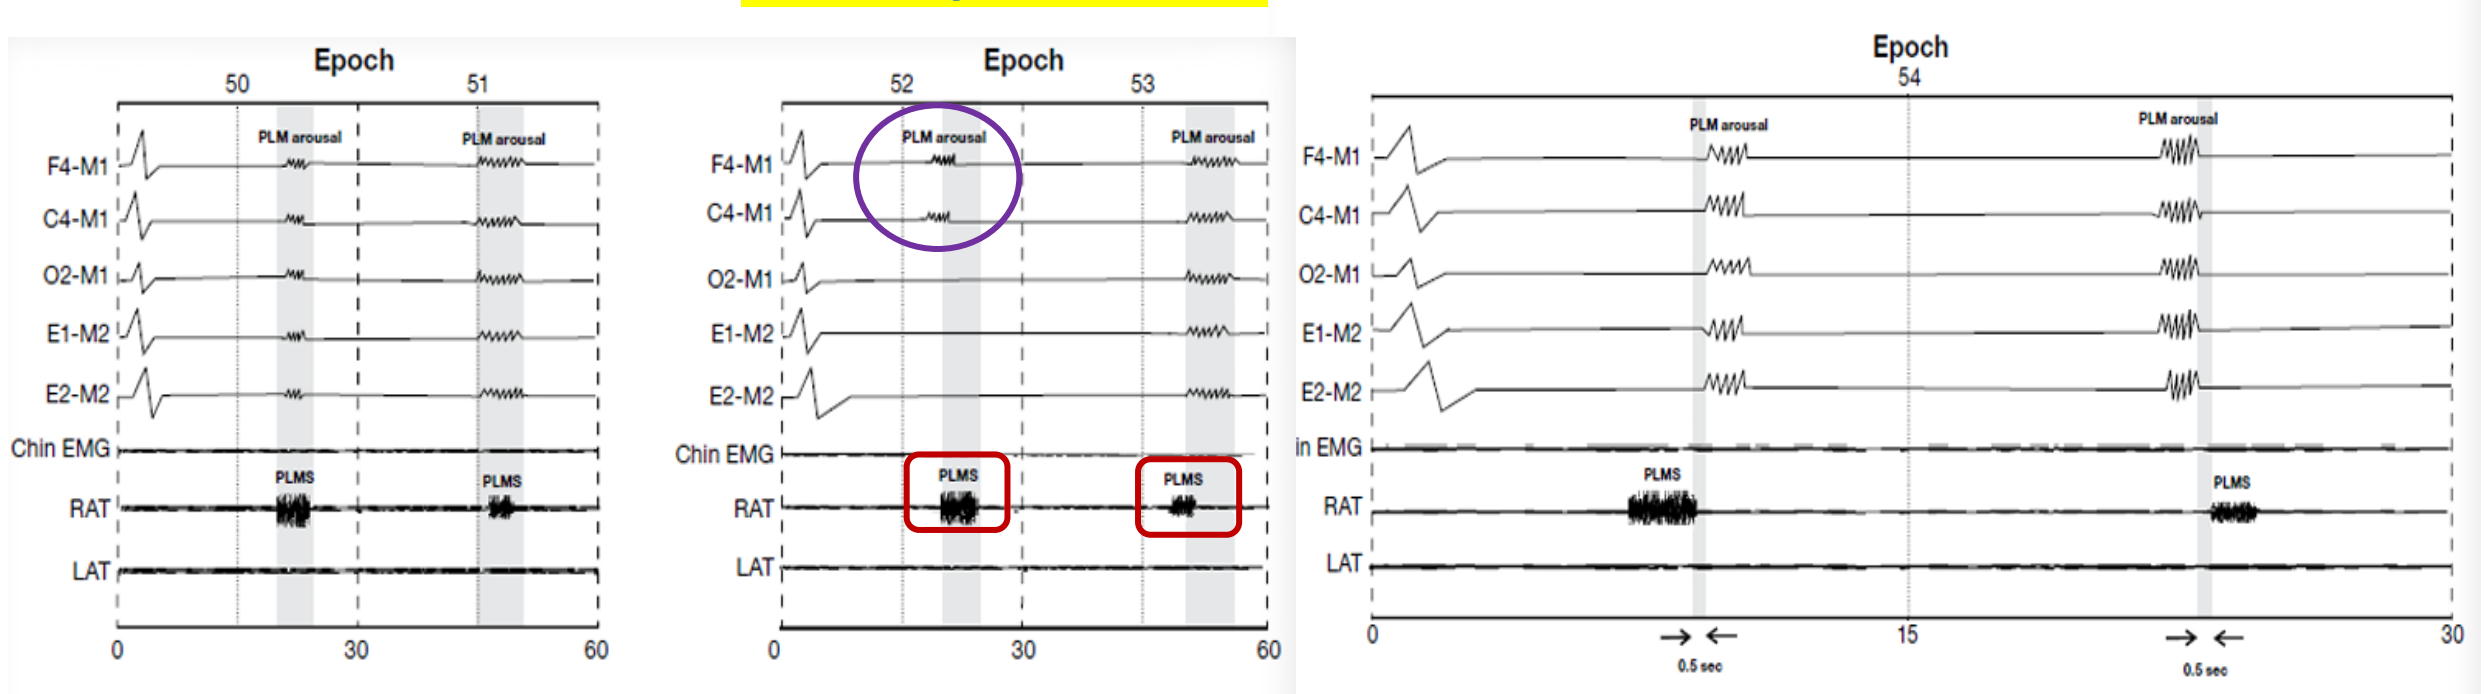 Epoch
50 51
PLM arousal PLM arousal
F4-M1
C4-M1
O2-M1
E1-M2
E2-M2
Chin EMG
PLMS PLMS
RAT
LAT
0 30 60
Epoch
52 53
PLM arousal PLM arousal
F4-M1
C4-M1
O2-M1
E1-M2
E2-M2
Chin EMG
PLMS PLMS
RAT
LAT
0 30 60
Epoch
54
PLM arousal PLM arousal
F4-M1
C4-M1
O2-M1
E1-M2
E2-M2
in EMG
PLMS PLMS
RAT
LAT
0 15 30
0.5 sec 0.5 sec